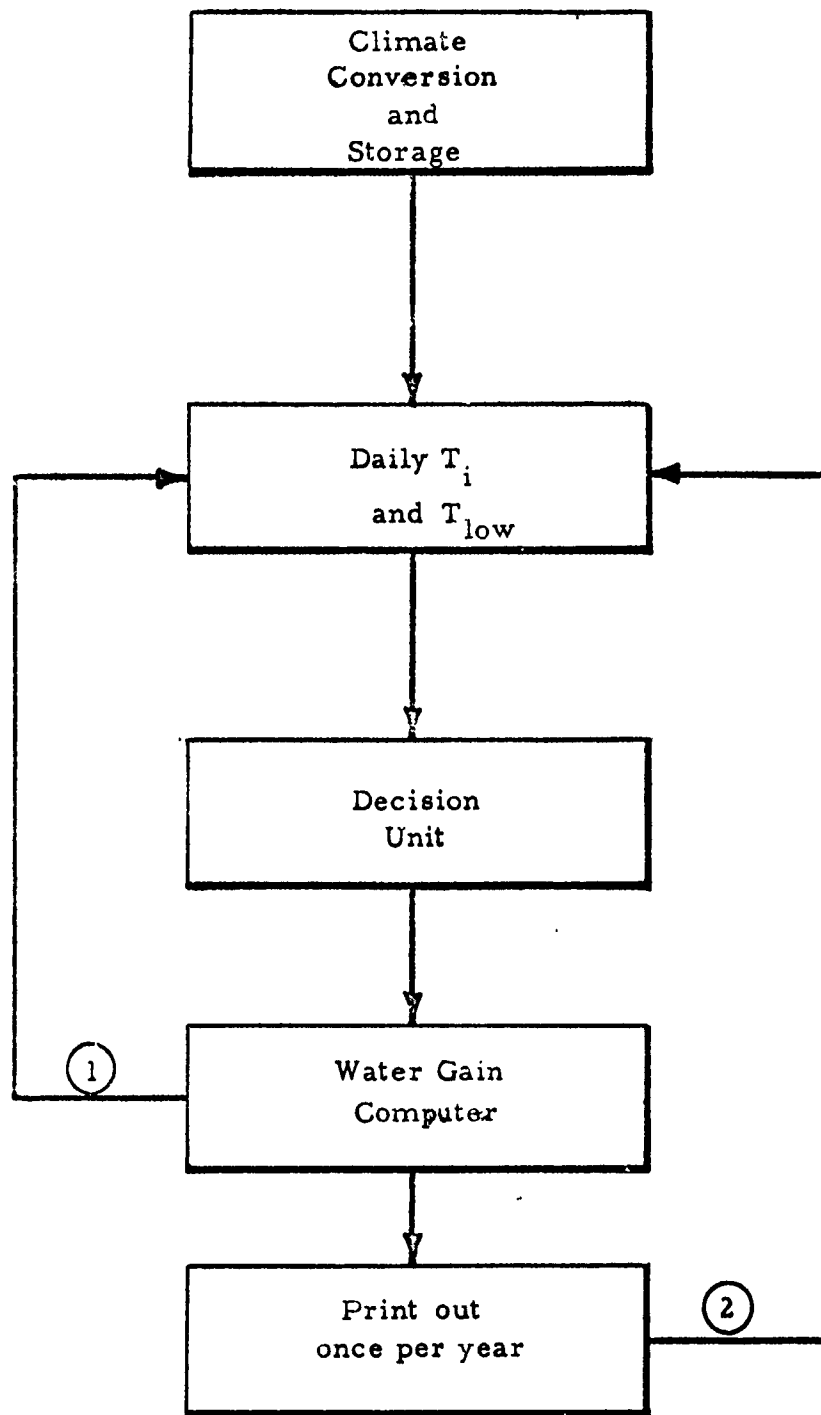 Climate
Conversion
and
Storage
Daily T_i
and T_low
Decision
Unit
1
Water Gain
Computer
Print out
once per year
2